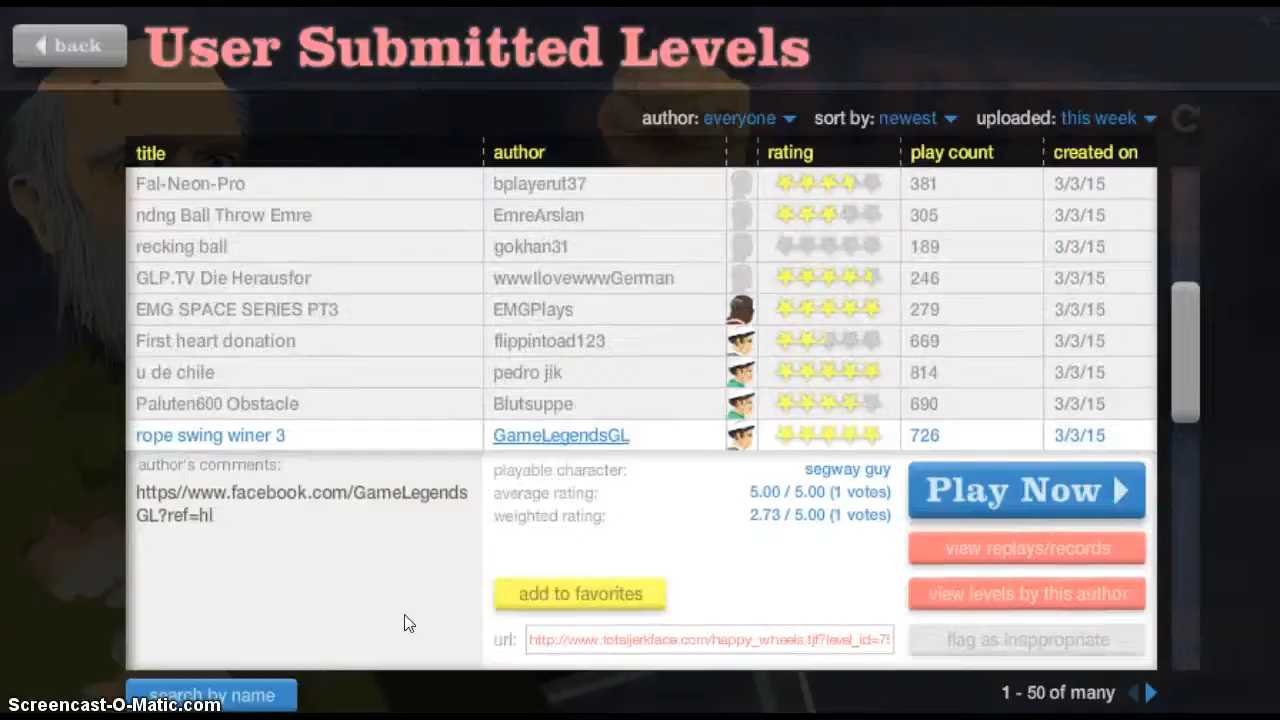 back
User Submitted Levels
author: everyone sort by: newest uploaded: this week
title author rating play count created on
Fal-Neon-Pro bplayerut37 381 3/3/15
ndng Ball Throw Emre EmreArslan 305 3/3/15
recking ball gokhan31 189 3/3/15
GLP.TV Die Herausfor wwwIlovewwwGerman 246 3/3/15
EMG SPACE SERIES PT3 EMGPlays 279 3/3/15
First heart donation flippintoad123 669 3/3/15
u de chile pedro jik 814 3/3/15
Paluten600 Obstacle Blutsuppe 690 3/3/15
rope swing winer 3 GameLegendsGL 726 3/3/15
author's comments:
https//www.facebook.com/GameLegends
GL?ref=hl
playable character: segway guy
average rating: 5.00 / 5.00 (1 votes)
weighted rating: 2.73 / 5.00 (1 votes)
Play Now
view replays/records
add to favorites
view levels by this author
url: http://www.totaljerkface.com/happy_wheels.tjf?level_id=7
flag as inappropriate
search by name
1 - 50 of many
Screencast-O-Matic.com